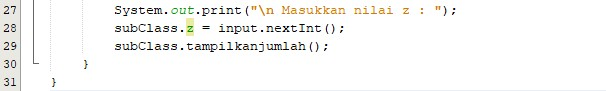 27 System.out.print("\n Masukkan nilai z : ");
28 subClass.z = input.nextInt();
29 subClass.tampilkanjumlah();
30 }
31 }